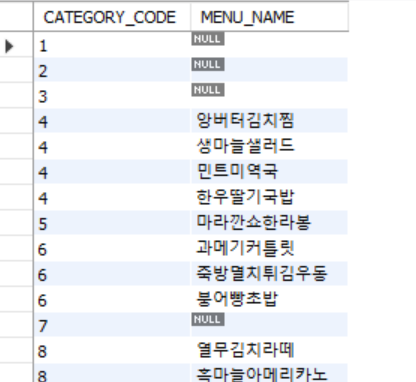 CATEGORY_CODE MENU_NAME
1 NULL
2 NULL
3 NULL
4 앙버터김치찜
4 생마늘샐러드
4 민트미역국
4 한우딸기국밥
5 마라깐쇼한라봉
6 과메기커틀릿
6 죽방멸치튀김우동
6 붕어빵초밥
7 NULL
8 열무김치라떼
8 흑마늘아메리카노